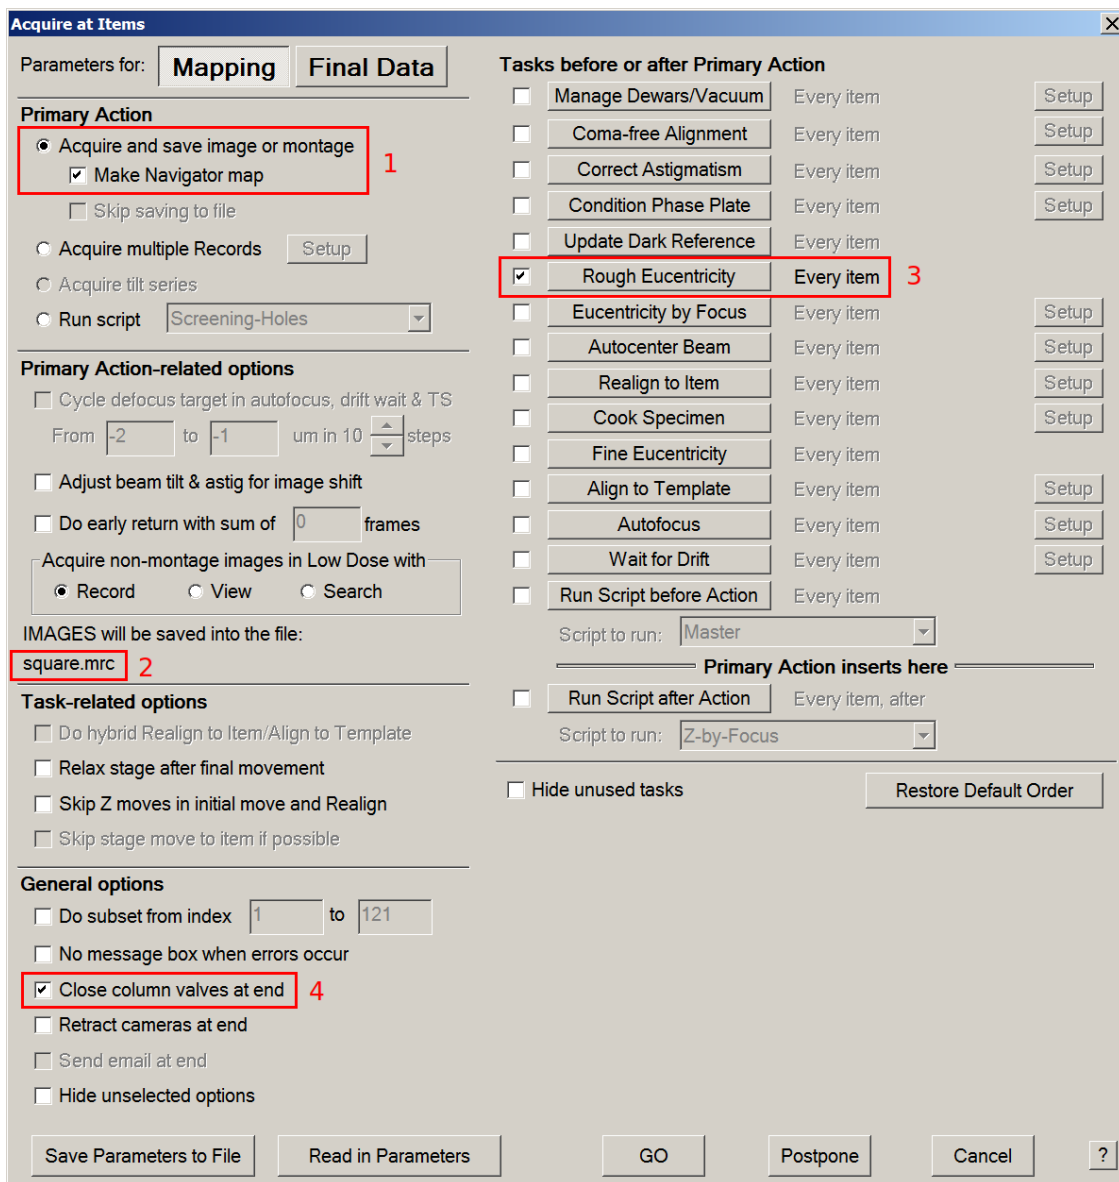 Acquire at Items
Parameters for: Mapping Final Data
Primary Action
Acquire and save image or montage
1
Make Navigator map
Skip saving to file
Acquire multiple Records Setup
Acquire tilt series
Run script Screening-Holes
Primary Action-related options
Cycle defocus target in autofocus, drift wait & TS
From -2 to -1 um in 10 steps
Adjust beam tilt & astig for image shift
Do early return with sum of 0 frames
Acquire non-montage images in Low Dose with
Record View Search
IMAGES will be saved into the file:
square.mrc 2
Task-related options
Do hybrid Realign to Item/Align to Template
Relax stage after final movement
Skip Z moves in initial move and Realign
Skip stage move to item if possible
General options
Do subset from index 1 to 121
No message box when errors occur
Close column valves at end 4
Retract cameras at end
Send email at end
Hide unselected options
Tasks before or after Primary Action
Manage Dewars/Vacuum Every item Setup
Coma-free Alignment Every item Setup
Correct Astigmatism Every item Setup
Condition Phase Plate Every item Setup
Update Dark Reference Every item
Rough Eucentricity Every item 3
Eucentricity by Focus Every item Setup
Autocenter Beam Every item Setup
Realign to Item Every item Setup
Cook Specimen Every item Setup
Fine Eucentricity Every item
Align to Template Every item Setup
Autofocus Every item Setup
Wait for Drift Every item Setup
Run Script before Action Every item
Script to run: Master
Primary Action inserts here
Run Script after Action Every item, after
Script to run: Z-by-Focus
Hide unused tasks Restore Default Order
Save Parameters to File Read in Parameters GO Postpone Cancel ?